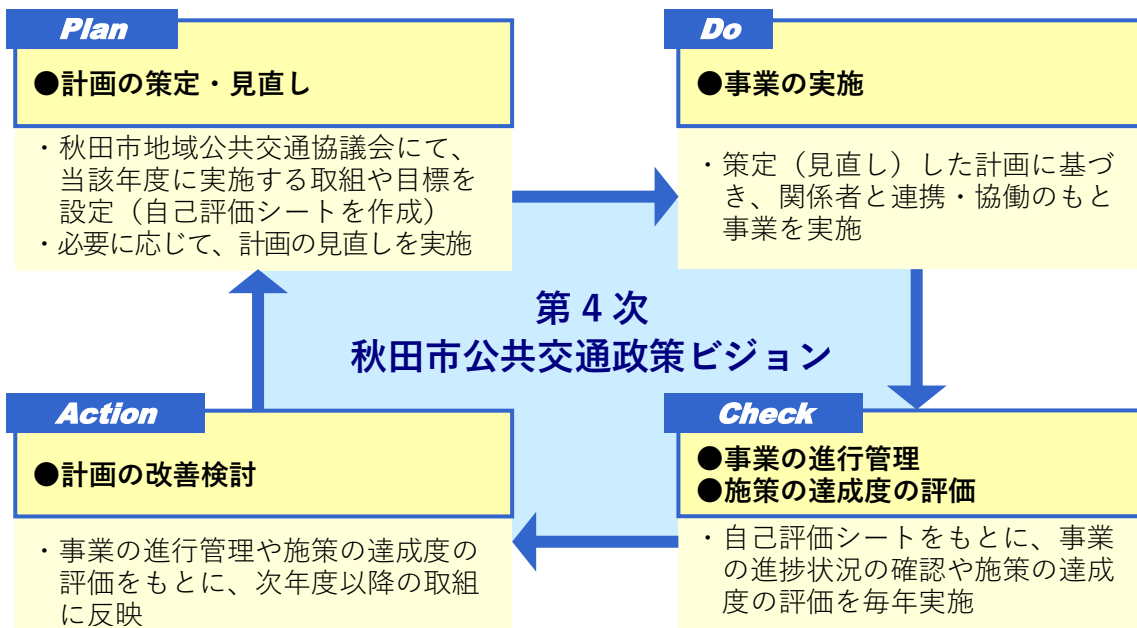 Plan
●計画の策定・見直し
・秋田市地域公共交通協議会にて、
当該年度に実施する取組や目標を
設定（自己評価シートを作成）
・必要に応じて、計画の見直しを実施
Do
●事業の実施
・策定（見直し）した計画に基づ
き、関係者と連携・協働のもと
事業を実施
第４次
秋田市公共交通政策ビジョン
Action
●計画の改善検討
・事業の進行管理や施策の達成度の
評価をもとに、次年度以降の取組
に反映
Check
●事業の進行管理
●施策の達成度の評価
・自己評価シートをもとに、事業
の進捗状況の確認や施策の達成
度の評価を毎年実施